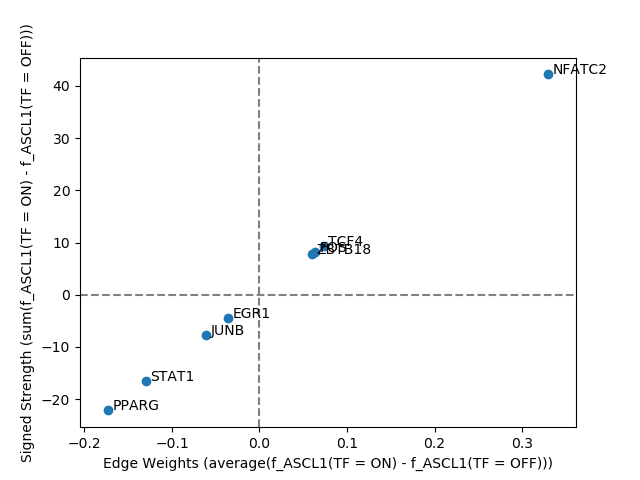 NFATC2
TCF4
ZBTB18
EGR1
JUNB
STAT1
PPARG
40
30
20
10
0
−10
−20
−0.2
−0.1
0.0
0.1
0.2
0.3
Signed Strength (sum(f_ASCL1(TF = ON) - f_ASCL1(TF = OFF)))
Edge Weights (average(f_ASCL1(TF = ON) - f_ASCL1(TF = OFF)))